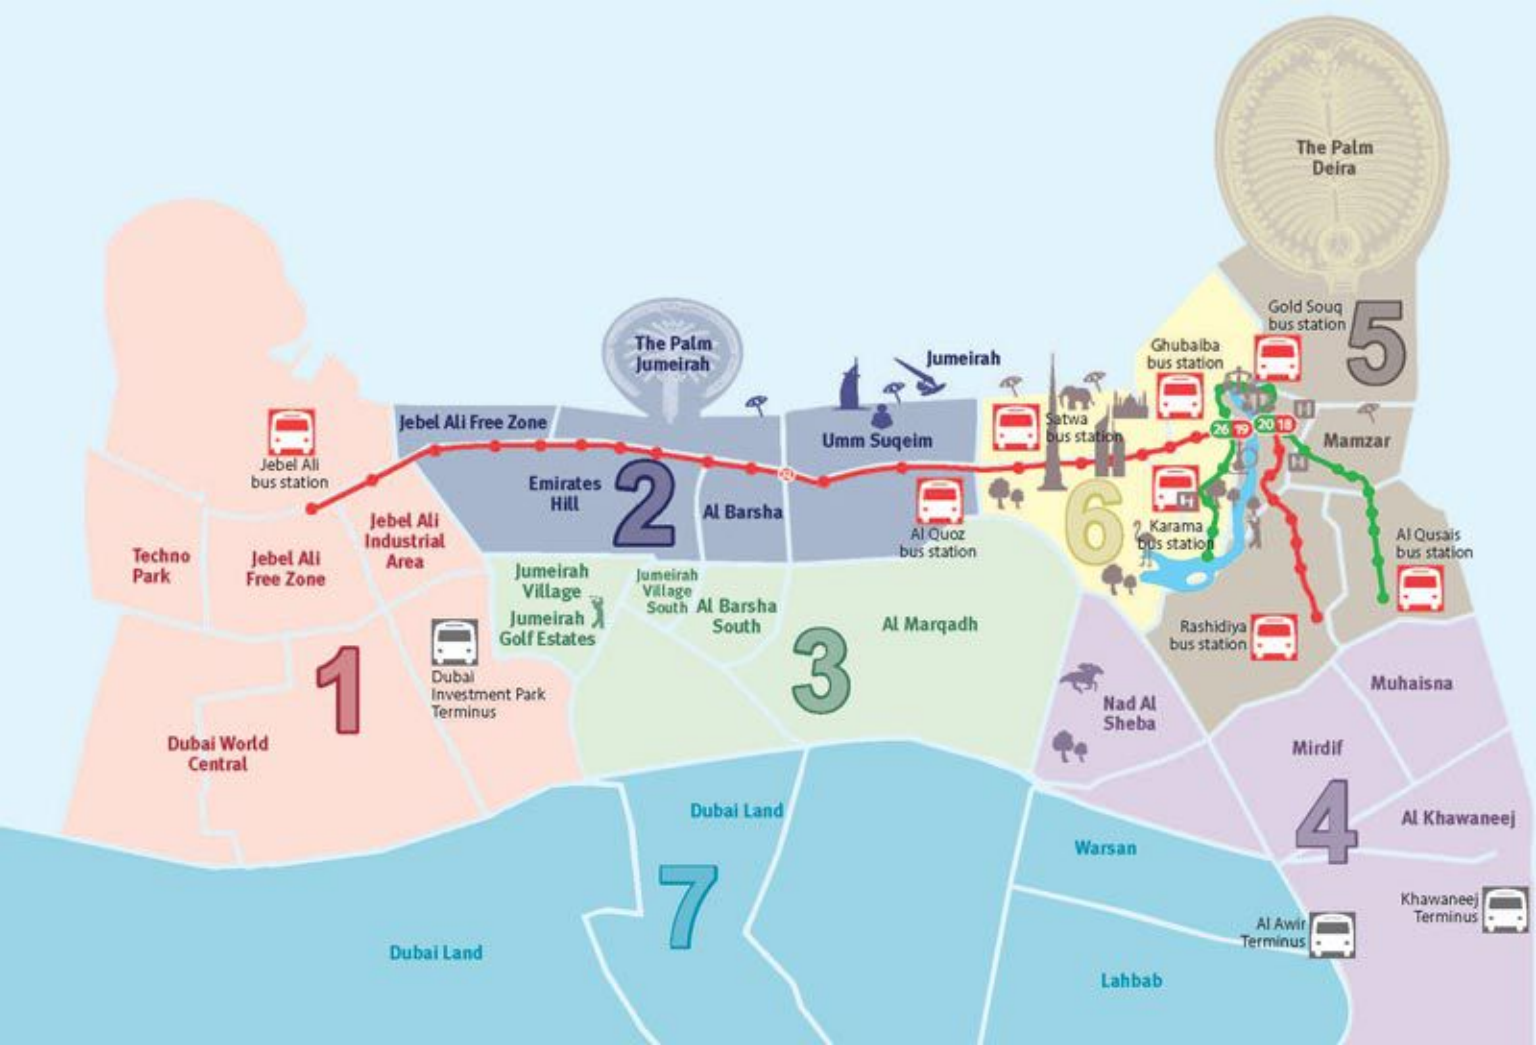 The Palm
Deira
Gold Souq
bus station
5
Ghubaiba
bus station
The Palm
Jumeirah
Jumeirah
Jebel Ali Free Zone
Umm Suqeim
Satwa
bus station
26
19
20
18
H
Mamzar
H
Jebel Ali
bus station
Emirates
Hill
2
Al Barsha
28
Al Quoz
bus station
6
H
Karama
bus station
Al Qusais
bus station
Jebel Ali
Industrial
Area
Techno
Park
Jebel Ali
Free Zone
Jumeirah
Village
Jumeirah
Golf Estates
Jumeirah
Village
South
Al Barsha
South
3
Al Marqadh
Rashidiya
bus station
1
Dubai
Investment Park
Terminus
Dubai World
Central
Nad Al
Sheba
Muhaisna
Mirdif
4
Al Khawaneej
Dubai Land
7
Warsan
Khawaneej
Terminus
Al Awir
Terminus
Dubai Land
Lahbab